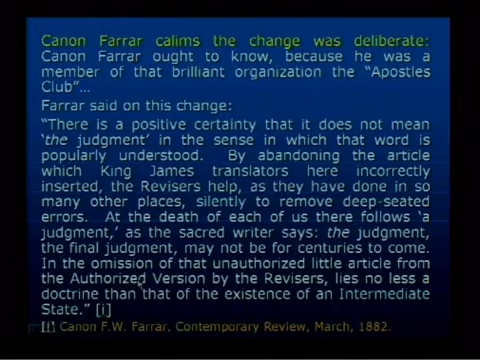 Canon Farrar calims the change was deliberate:
Canon Farrar ought to know, because he was a
member of that brilliant organization the "Apostles
Club"...
Farrar said on this change:
"There is a positive certainty that it does not mean
'the judgment' in the sense in which that word is
popularly understood. By abandoning the article
which King James translators here incorrectly
inserted, the Revisers help, as they have done in so
many other places, silently to remove deep-seated
errors. At the death of each of us there follows 'a
judgment,' as the sacred writer says: the judgment,
the final judgment, may not be for centuries to come.
In the omission of that unauthorized little article from
the Authorized Version by the Revisers, lies no less a
doctrine than that of the existence of an Intermediate
State." [i]
[i] Canon F.W. Farrar, Contemporary Review, March, 1882.